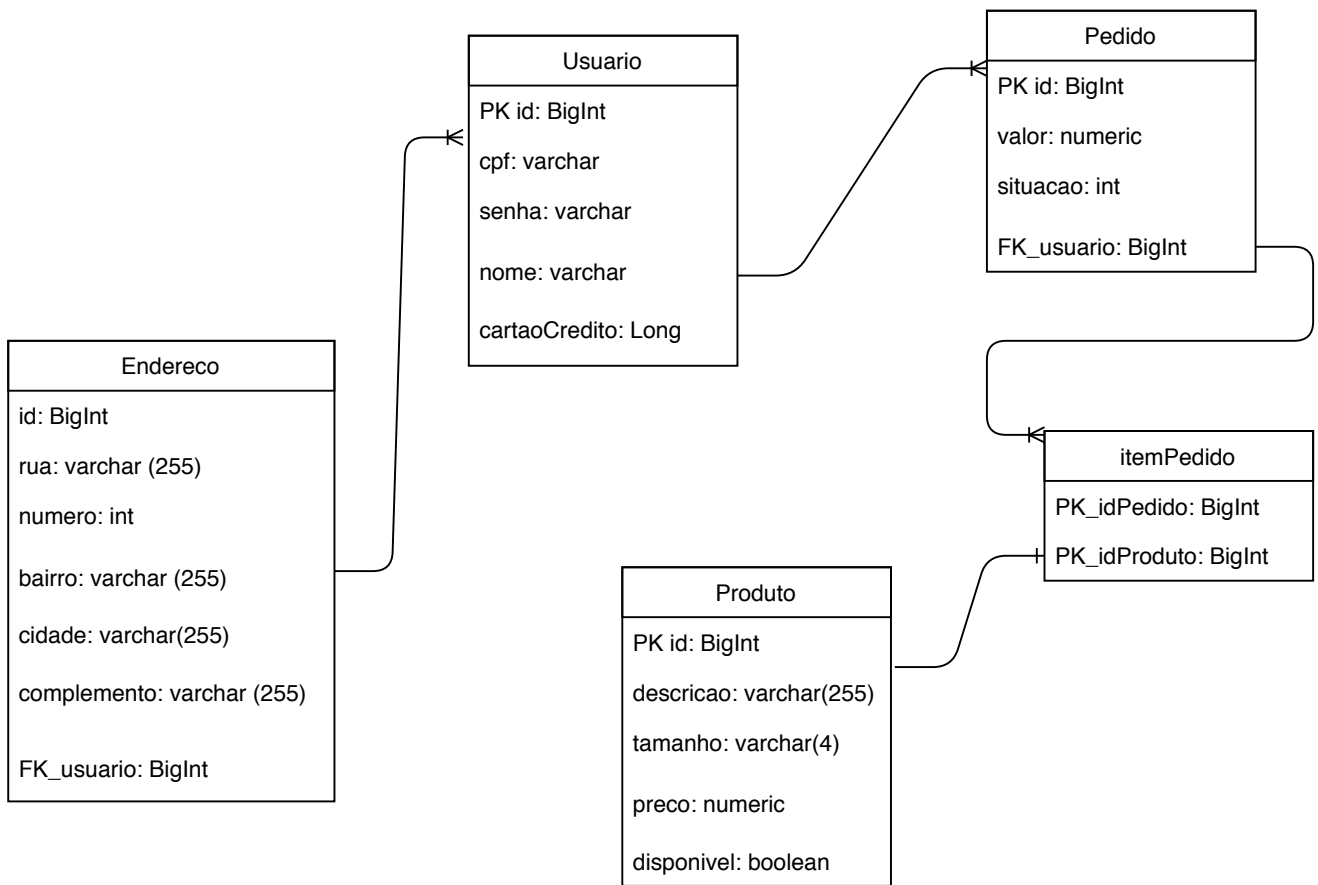 Usuario
PK id: BigInt
cpf: varchar
senha: varchar
nome: varchar
cartaoCredito: Long
Pedido
PK id: BigInt
valor: numeric
situacao: int
FK_usuario: BigInt
Endereco
id: BigInt
rua: varchar (255)
numero: int
bairro: varchar (255)
cidade: varchar(255)
complemento: varchar (255)
FK_usuario: BigInt
itemPedido
PK_idPedido: BigInt
PK_idProduto: BigInt
Produto
PK id: BigInt
descricao: varchar(255)
tamanho: varchar(4)
preco: numeric
disponivel: boolean